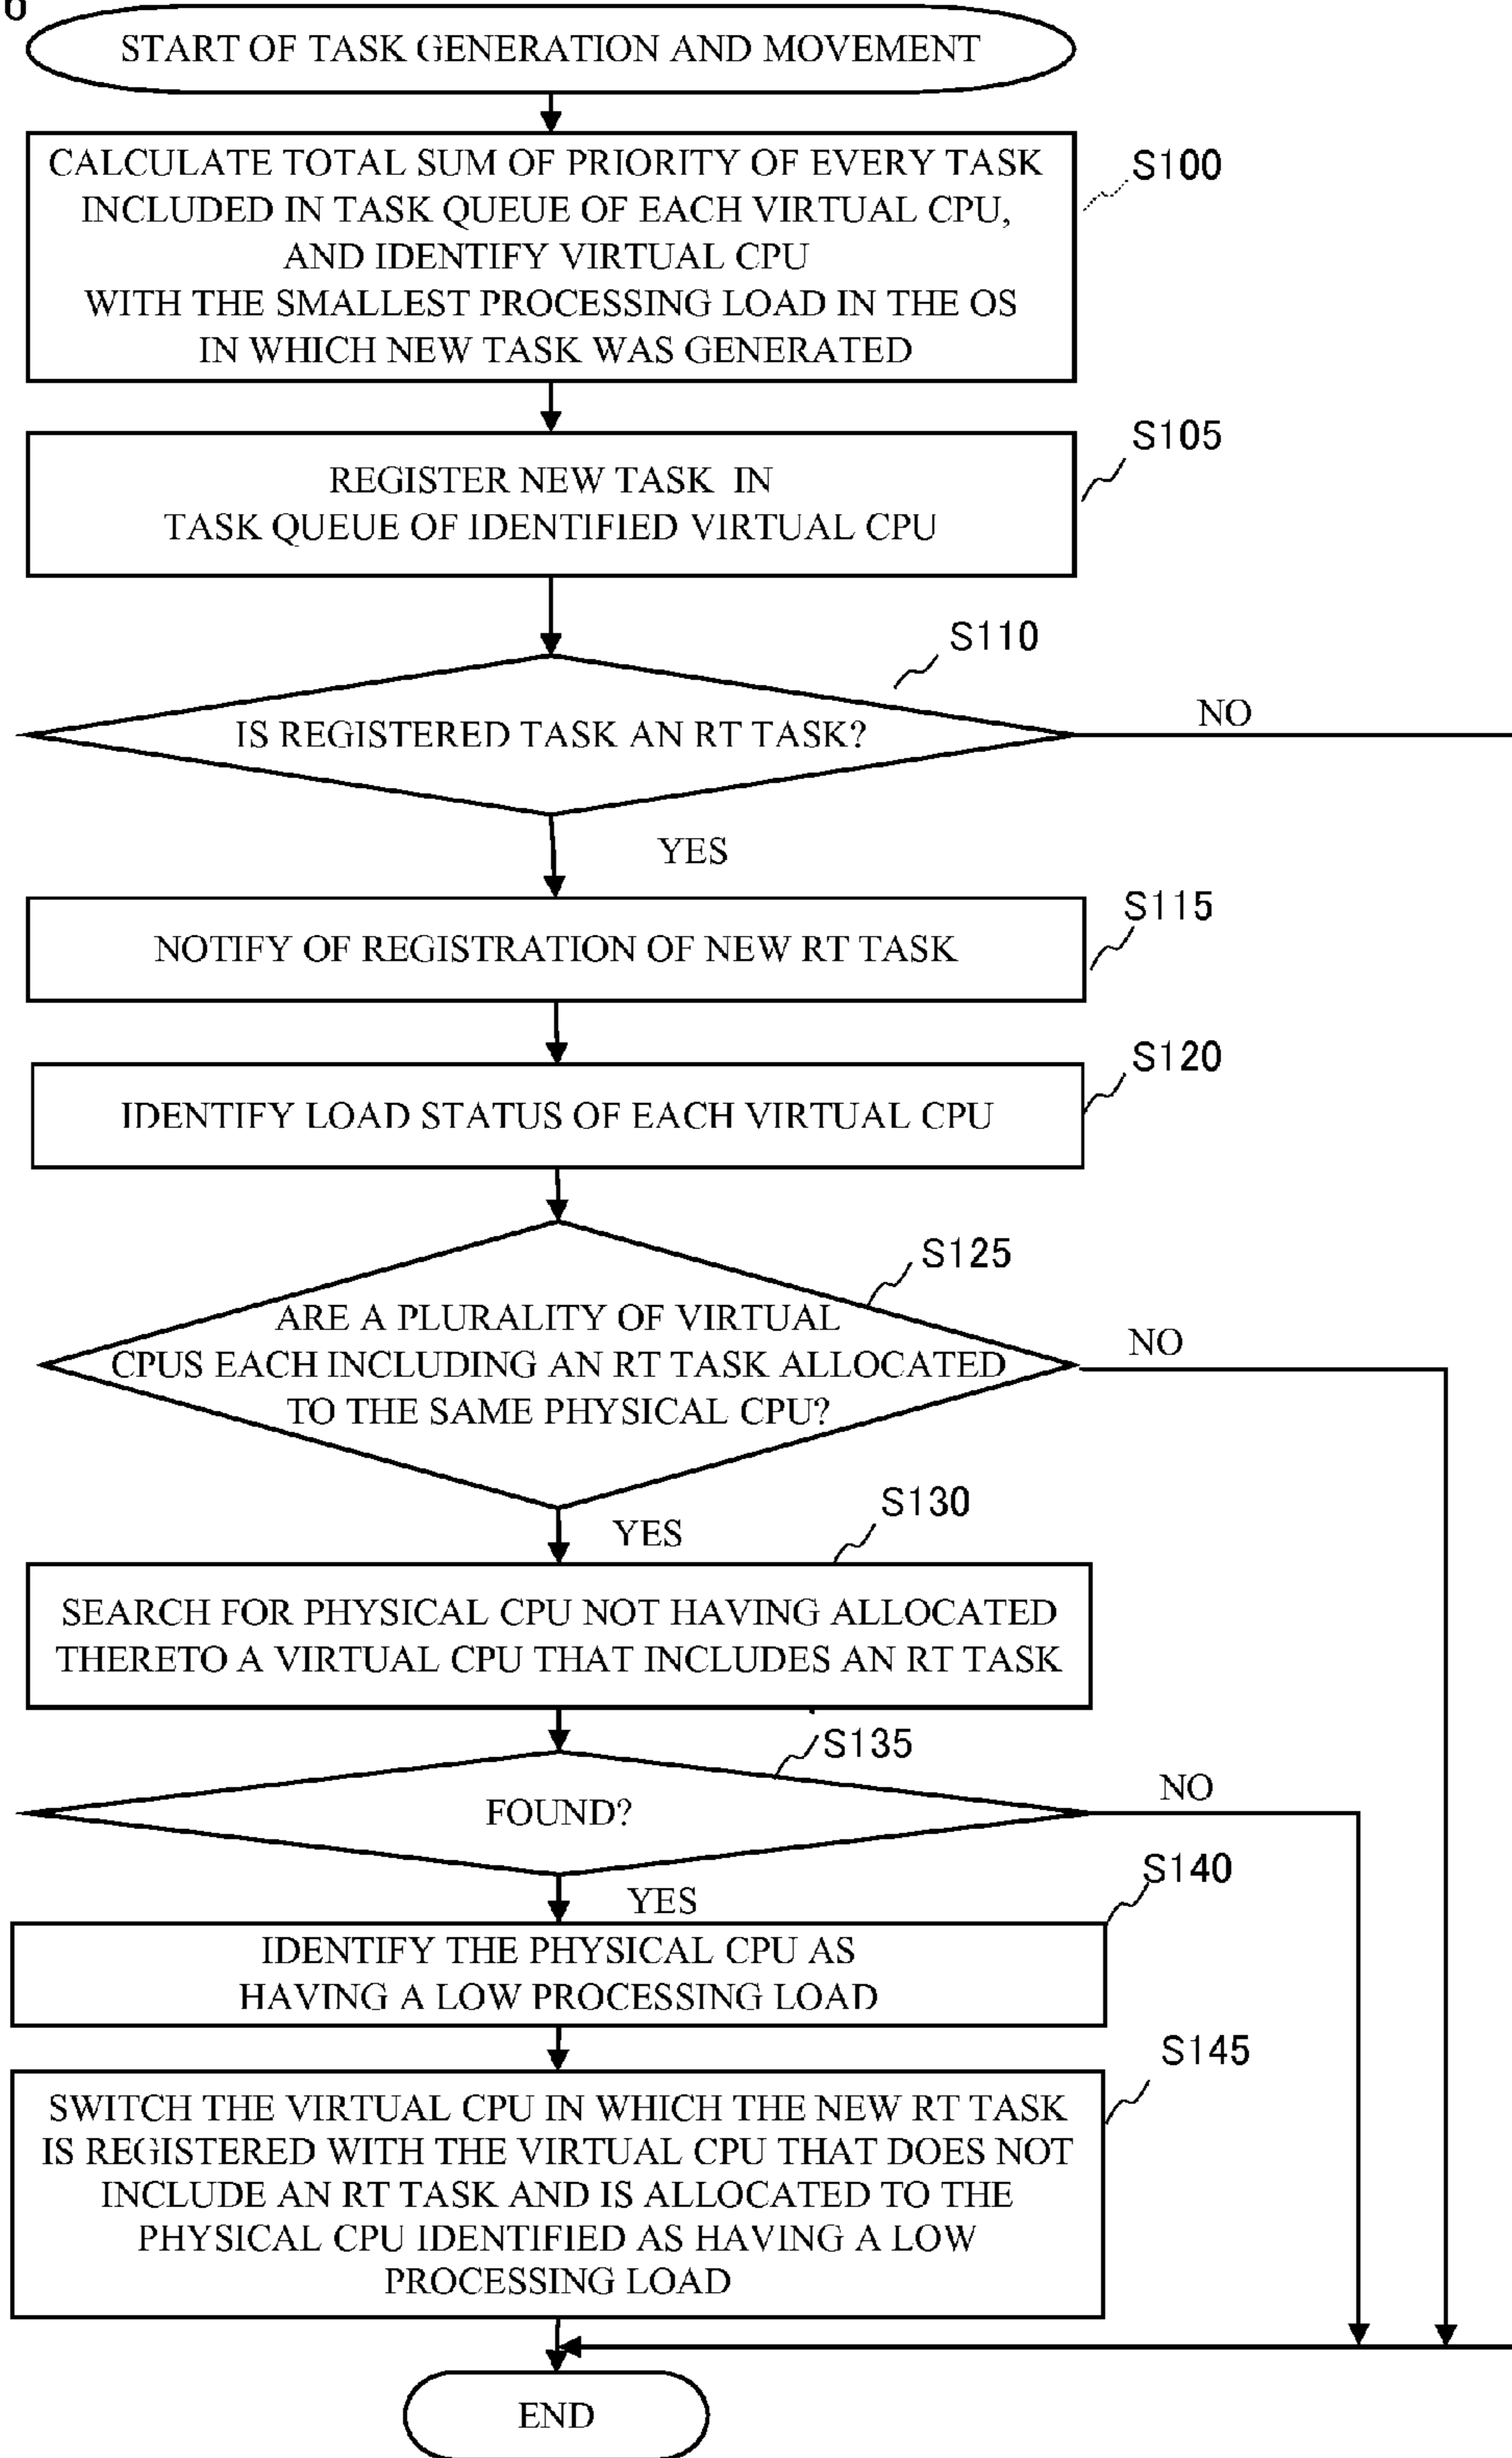 6
START OF TASK GENERATION AND MOVEMENT
CALCULATE TOTAL SUM OF PRIORITY OF EVERY TASK
INCLUDED IN TASK QUEUE OF EACH VIRTUAL CPU,
AND IDENTIFY VIRTUAL CPU
WITH THE SMALLEST PROCESSING LOAD IN THE OS
IN WHICH NEW TASK WAS GENERATED
S100
REGISTER NEW TASK IN
TASK QUEUE OF IDENTIFIED VIRTUAL CPU
S105
S110
IS REGISTERED TASK AN RT TASK?
NO
YES
NOTIFY OF REGISTRATION OF NEW RT TASK
S115
IDENTIFY LOAD STATUS OF EACH VIRTUAL CPU
S120
S125
ARE A PLURALITY OF VIRTUAL
CPUS EACH INCLUDING AN RT TASK ALLOCATED
TO THE SAME PHYSICAL CPU?
NO
YES
S130
SEARCH FOR PHYSICAL CPU NOT HAVING ALLOCATED
THERETO A VIRTUAL CPU THAT INCLUDES AN RT TASK
S135
FOUND?
NO
YES
S140
IDENTIFY THE PHYSICAL CPU AS
HAVING A LOW PROCESSING LOAD
S145
SWITCH THE VIRTUAL CPU IN WHICH THE NEW RT TASK
IS REGISTERED WITH THE VIRTUAL CPU THAT DOES NOT
INCLUDE AN RT TASK AND IS ALLOCATED TO THE
PHYSICAL CPU IDENTIFIED AS HAVING A LOW
PROCESSING LOAD
END